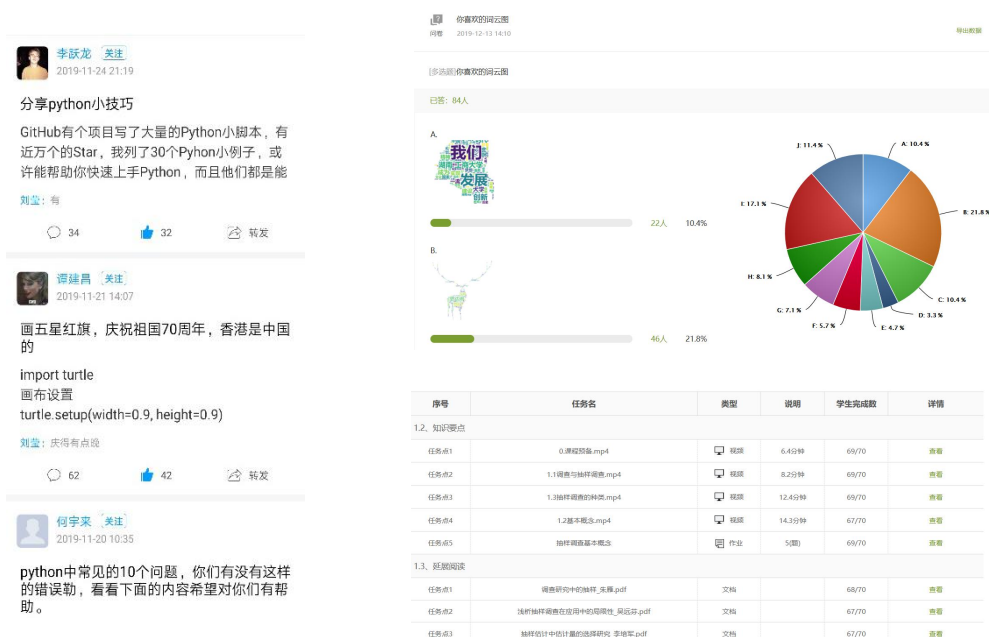 李跃龙 关注
2019-11-24 21:19
分享python小技巧
GitHub有个项目写了大量的Python小脚本，有
近万个的Star，我列了30个Pyhon小例子，或
许能帮助你快速上手Python，而且他们都是能
刘莹：有
34 32 转发
谭建昌 关注
2019-11-21 14:07
画五星红旗，庆祝祖国70周年，香港是中国
的
import turtle
画布设置
turtle.setup(width=0.9, height=0.9)
刘莹：庆得有点晚
62 42 转发
何宇来 关注
2019-11-20 10:35
python中常见的10个问题，你们有没有这样
的错误勒，看看下面的内容希望对你们有帮
助。
你喜欢的词云图
问卷 2019-12-13 14:10
导出数据
[多选题]你喜欢的词云图
已答：84人
A.
我们
湖南工商大学
发展
大学
创新
22人 10.4%
B.
46人 21.8%
J: 11.4 %
A: 10.4 %
I: 17.1 %
B: 21.8 %
H: 8.1 %
C: 10.4 %
G: 7.1 %
D: 3.3 %
F: 5.7 %
E: 4.7 %
序号 任务名 类型 说明 学生完成数 详情
1.2、知识要点
任务点1 0.课程预备.mp4 视频 6.4分钟 69/70 查看
任务点2 1.1调查与抽样调查.mp4 视频 8.2分钟 69/70 查看
任务点3 1.3抽样调查的种类.mp4 视频 12.4分钟 69/70 查看
任务点4 1.2基本概念.mp4 视频 14.3分钟 67/70 查看
任务点5 抽样调查基本概念 作业 5(题) 69/70 查看
1.3、延展阅读
任务点1 调查研究中的抽样_朱雁.pdf 文档 68/70 查看
任务点2 浅析抽样调查在应用中的局限性_吴远芬.pdf 文档 67/70 查看
任务点3 抽样估计中估计量的选择研究_李培军.pdf 文档 67/70 查看